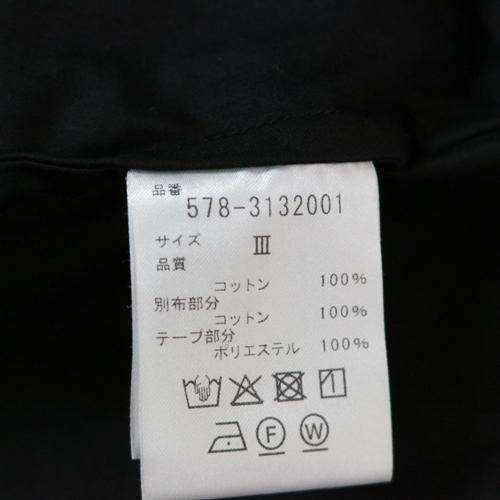 品番
578-3132001
サイズ Ⅲ
品質
コットン 100%
別布部分
コットン 100%
テープ部分
ポリエステル 100%
F W